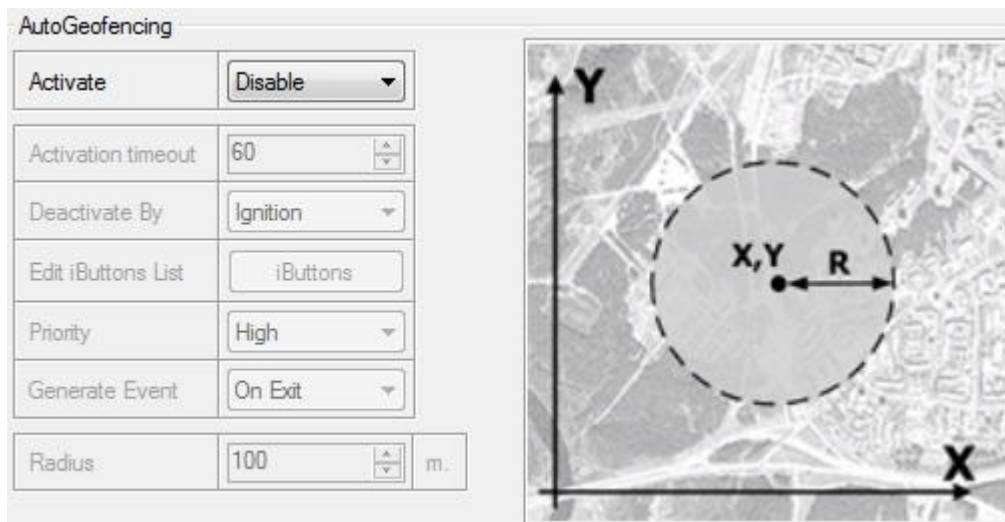 AutoGeofencing
Activate Disable
Activation timeout 60
Deactivate By Ignition
Edit iButtons List iButtons
Priority High
Generate Event On Exit
Radius 100 m.
Y
X,Y R
X